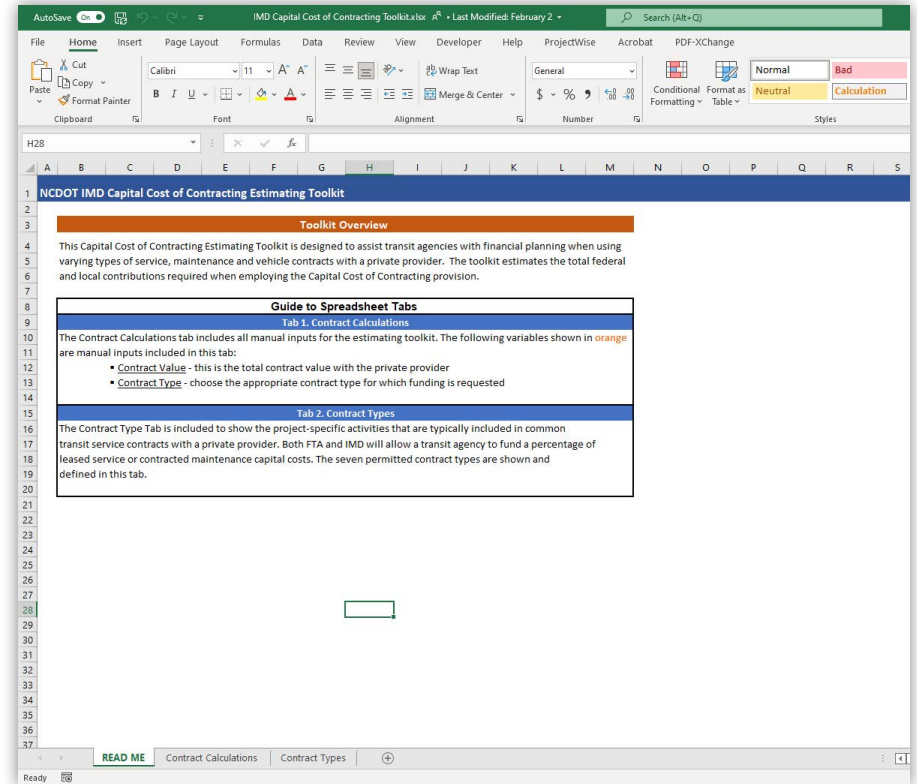 AutoSave On IMD Capital Cost of Contracting Toolkit.xlsx • Last Modified: February 2 Search (Alt+Q)
File Home Insert Page Layout Formulas Data Review View Developer Help ProjectWise Acrobat PDF-XChange
Paste
Cut
Copy
Format Painter
Clipboard
Calibri 11 A A
B I U A
Font
Wrap Text
Merge & Center
Alignment
General
$ % 9
Number
Conditional Formatting
Format as Table
Normal Bad
Neutral Calculation
Styles
H28 fx
A B C D E F G H I J K L M N O P Q R S
1 NCDOT IMD Capital Cost of Contracting Estimating Toolkit
2
3 Toolkit Overview
4 This Capital Cost of Contracting Estimating Toolkit is designed to assist transit agencies with financial planning when using
5 varying types of service, maintenance and vehicle contracts with a private provider. The toolkit estimates the total federal
6 and local contributions required when employing the Capital Cost of Contracting provision.
7
8 Guide to Spreadsheet Tabs
9 Tab 1. Contract Calculations
10 The Contract Calculations tab includes all manual inputs for the estimating toolkit. The following variables shown in orange
11 are manual inputs included in this tab:
12 ▪ Contract Value - this is the total contract value with the private provider
13 ▪ Contract Type - choose the appropriate contract type for which funding is requested
14
15 Tab 2. Contract Types
16 The Contract Type Tab is included to show the project-specific activities that are typically included in common
17 transit service contracts with a private provider. Both FTA and IMD will allow a transit agency to fund a percentage of
18 leased service or contracted maintenance capital costs. The seven permitted contract types are shown and
19 defined in this tab.
20
21
22
23
24
25
26
27
28
29
30
31
32
33
34
35
36
37
READ ME Contract Calculations Contract Types
Ready